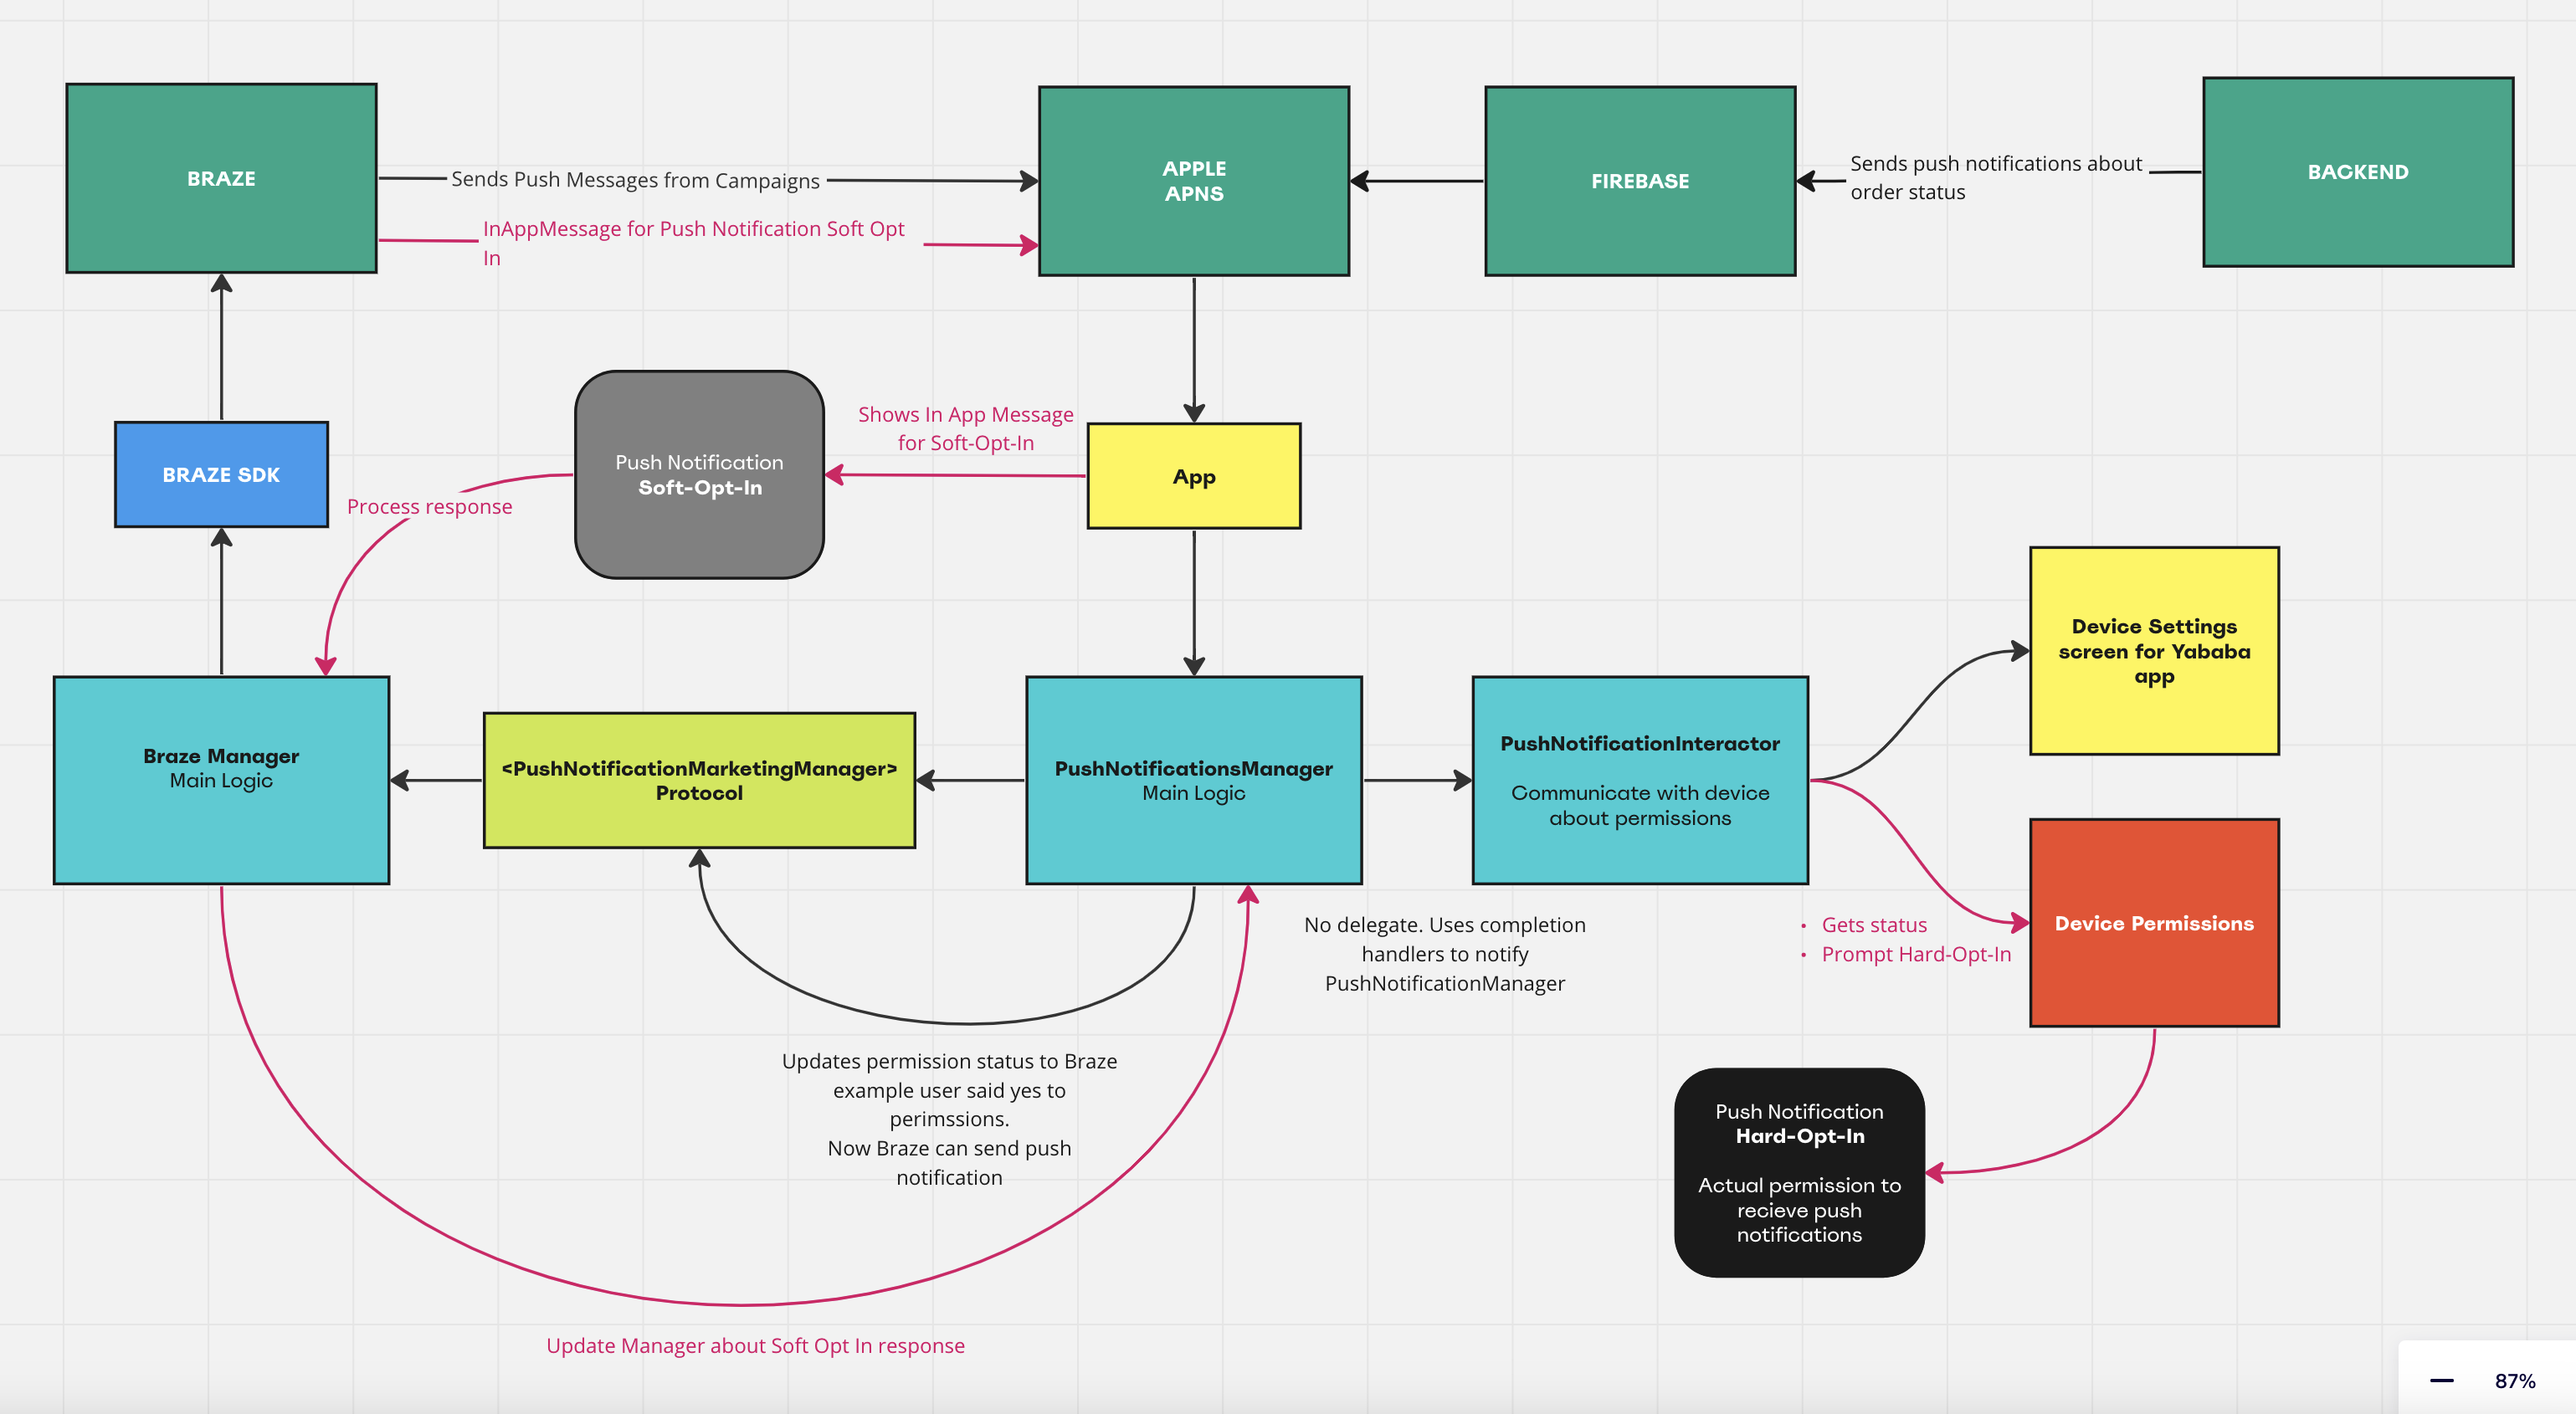 BRAZE
Sends Push Messages from Campaigns
InAppMessage for Push Notification Soft Opt
In
APPLE
APNS
FIREBASE
Sends push notifications about
order status
BACKEND
BRAZE SDK
Process response
Push Notification
Soft-Opt-In
Shows In App Message
for Soft-Opt-In
App
Device Settings
screen for Yababa
app
Braze Manager
Main Logic
<PushNotificationMarketingManager>
Protocol
PushNotificationsManager
Main Logic
PushNotificationInteractor
Communicate with device
about permissions
No delegate. Uses completion
handlers to notify
PushNotificationManager
• Gets status
• Prompt Hard-Opt-In
Device Permissions
Updates permission status to Braze
example user said yes to
perimssions.
Now Braze can send push
notification
Push Notification
Hard-Opt-In
Actual permission to
recieve push
notifications
Update Manager about Soft Opt In response
— 87%